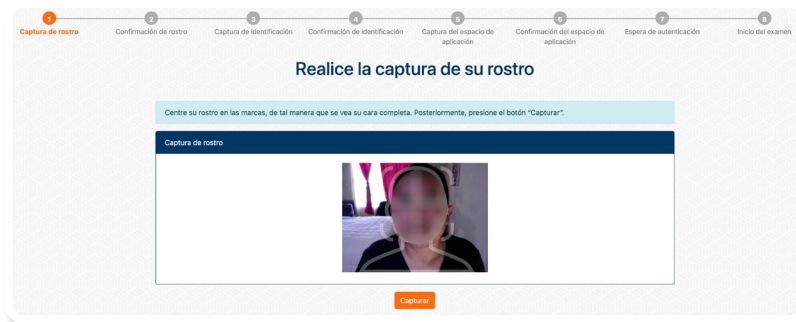 1 2 3 4 5 6 7 8
Captura de rostro Confirmación de rostro Captura de identificación Confirmación de identificación Captura del espacio de aplicación Confirmación del espacio de aplicación Espera de autenticación Inicio del examen
Realice la captura de su rostro
Centre su rostro en las marcas, de tal manera que se vea su cara completa. Posteriormente, presione el botón “Capturar”.
Captura de rostro
Capturar